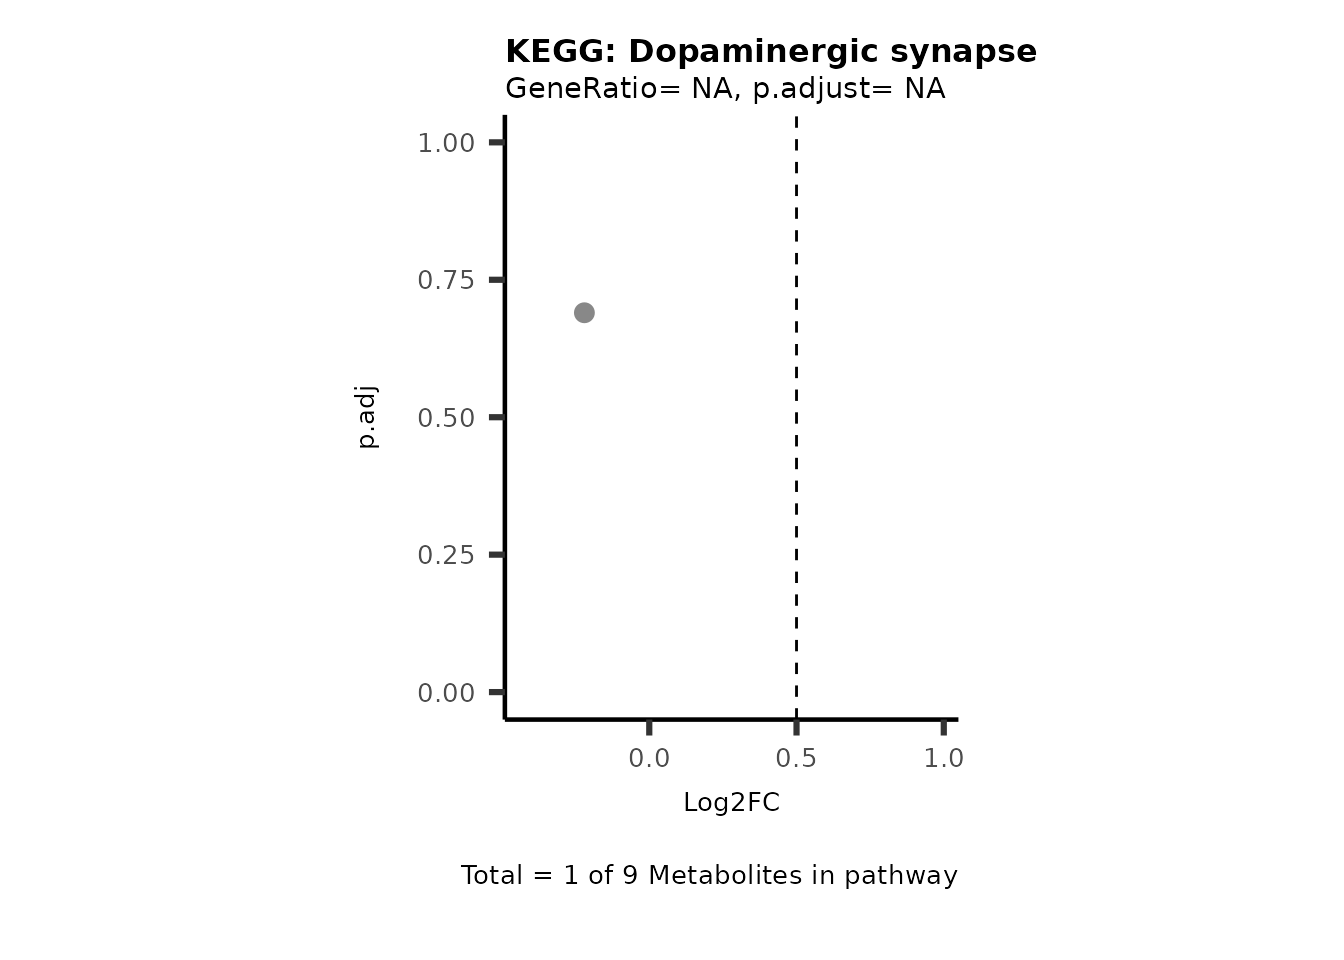 KEGG: Dopaminergic synapse
GeneRatio= NA, p.adjust= NA
1.00
0.75
0.50
0.25
0.00
p.adj
0.0 0.5 1.0
Log2FC
Total = 1 of 9 Metabolites in pathway